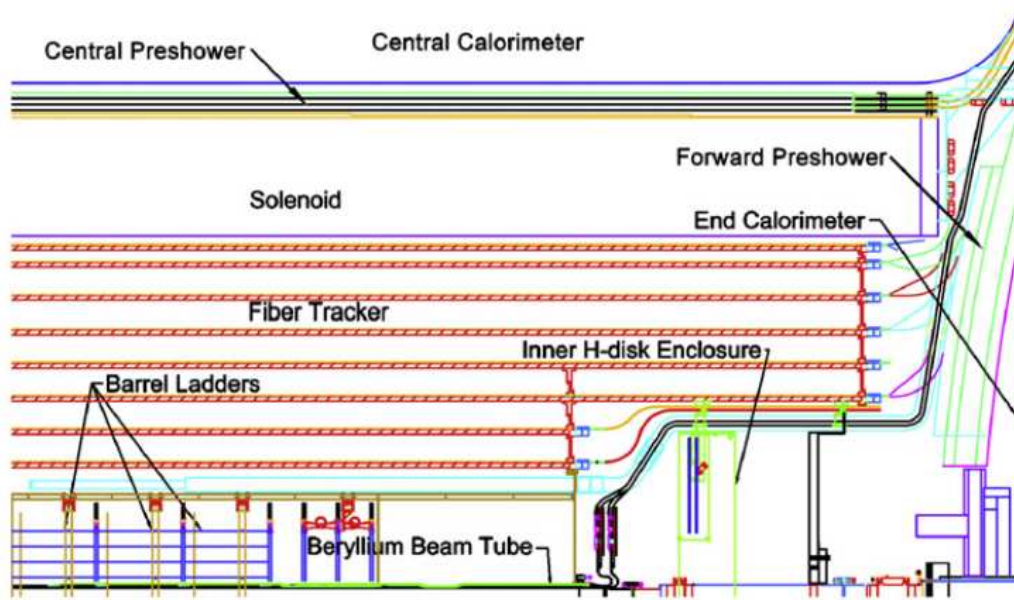 Central Preshower
Central Calorimeter
Forward Preshower
Solenoid
End Calorimeter
Fiber Tracker
Inner H-disk Enclosure
Barrel Ladders
Beryllium Beam Tube